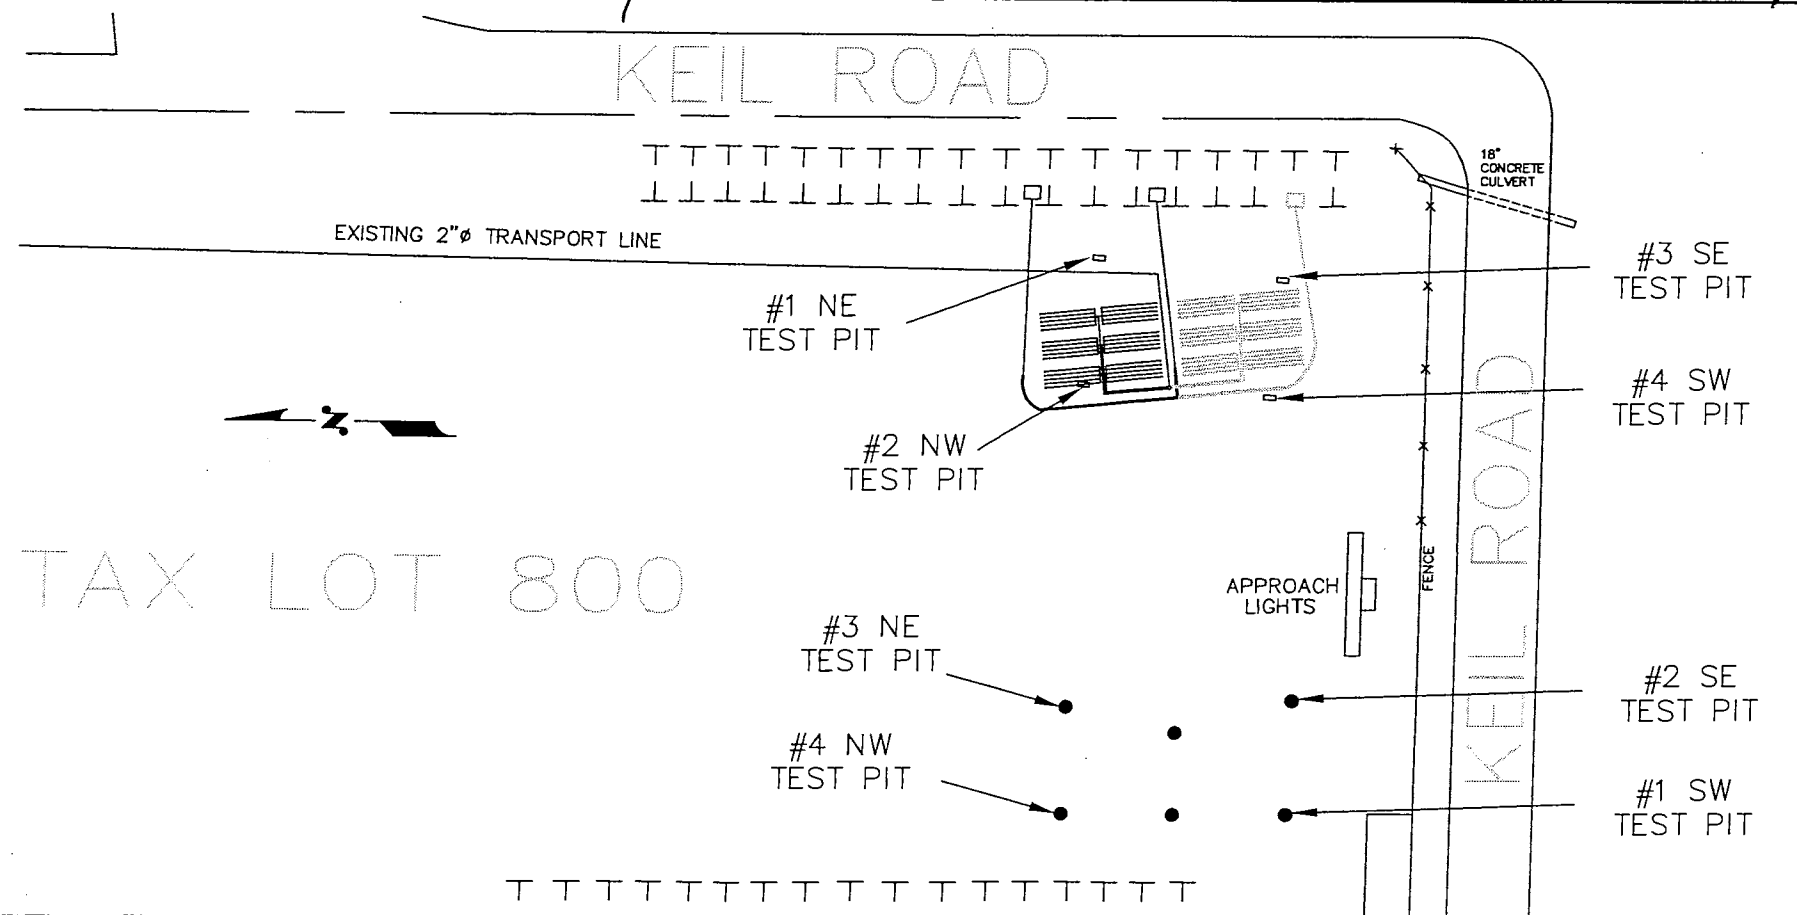 KEIL ROAD
18"
CONCRETE
CULVERT
EXISTING 2"ø TRANSPORT LINE
#3 SE
TEST PIT
#1 NE
TEST PIT
#4 SW
TEST PIT
#2 NW
TEST PIT
N
KEIL ROAD
TAX LOT 800
FENCE
APPROACH
LIGHTS
#3 NE
TEST PIT
#2 SE
TEST PIT
#4 NW
TEST PIT
#1 SW
TEST PIT